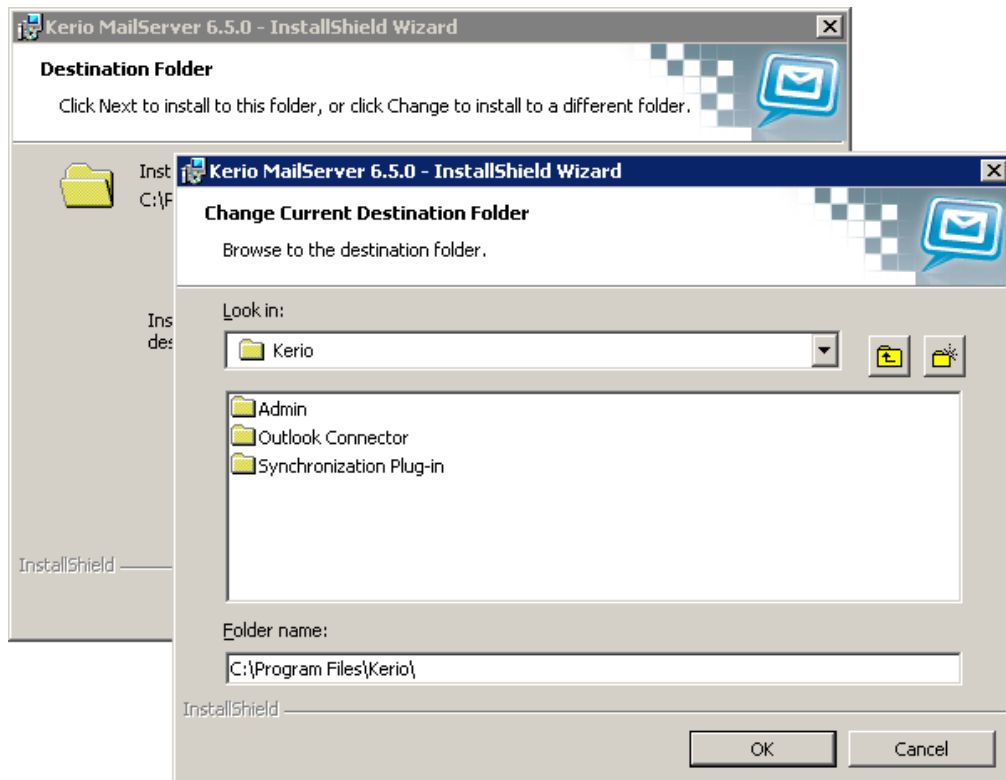 Kerio MailServer 6.5.0 - InstallShield Wizard
Destination Folder
Click Next to install to this folder, or click Change to install to a different folder.
Inst
C:\
Ins
des
InstallShield
Kerio MailServer 6.5.0 - InstallShield Wizard
Change Current Destination Folder
Browse to the destination folder.
Look in:
Kerio
Admin
Outlook Connector
Synchronization Plug-in
Folder name:
C:\Program Files\Kerio\
InstallShield
OK Cancel